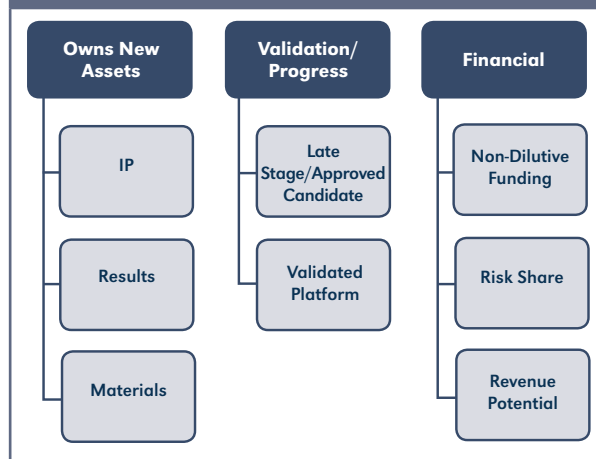 Owns New
Assets
IP
Results
Materials
Validation/
Progress
Late
Stage/Approved
Candidate
Validated
Platform
Financial
Non-Dilutive
Funding
Risk Share
Revenue
Potential